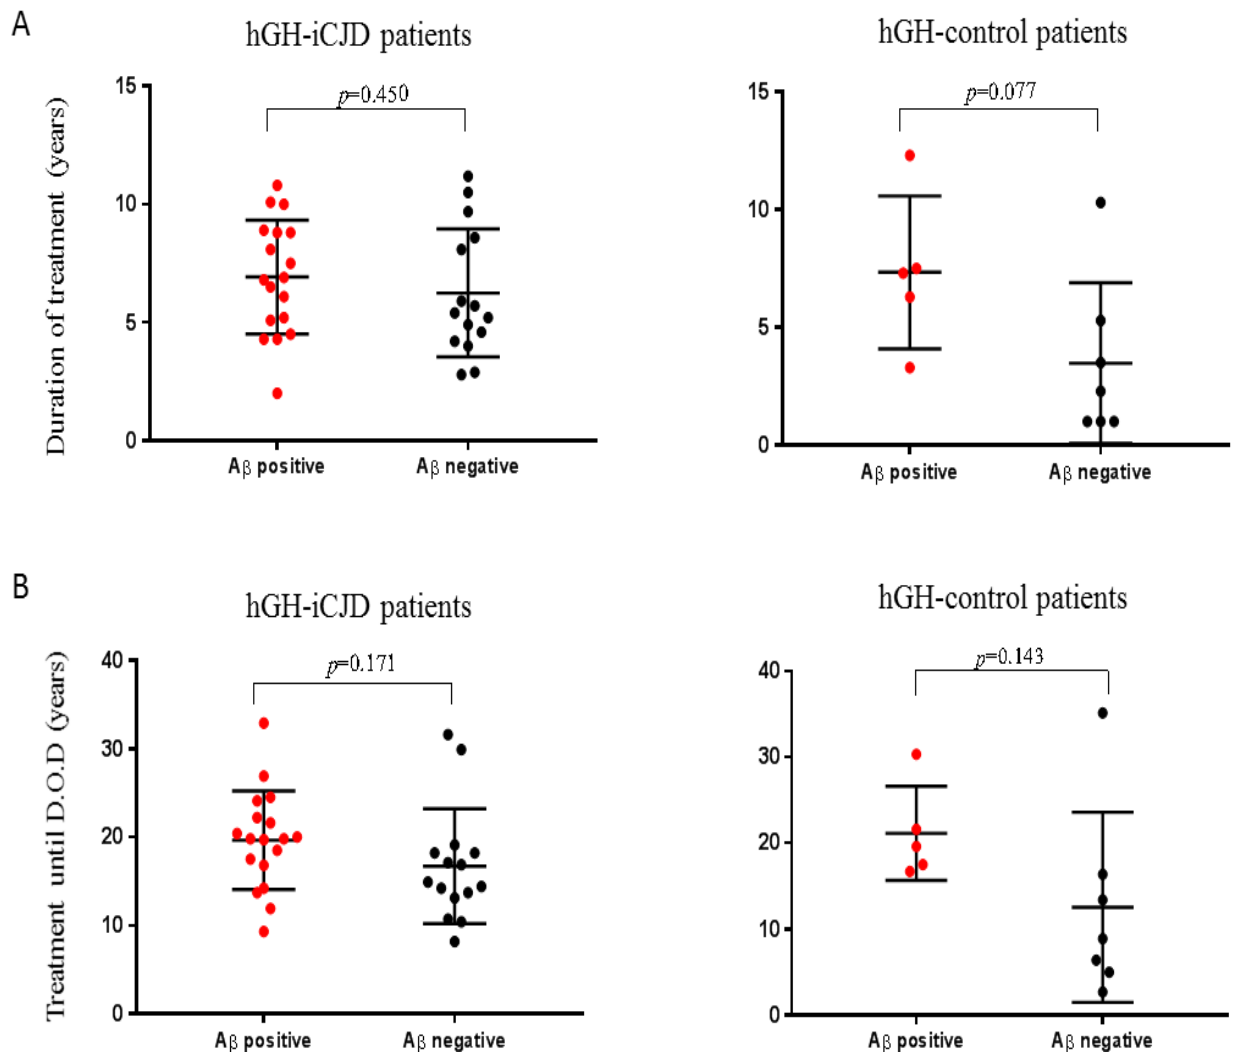 A
hGH-iCJD patients
hGH-control patients
Duration of treatment (years)
15
10
5
0
p=0.450
Aβ positive
Aβ negative
15
10
5
0
p=0.077
Aβ positive
Aβ negative
B
hGH-iCJD patients
hGH-control patients
Treatment until D.O.D (years)
40
30
20
10
0
p=0.171
Aβ positive
Aβ negative
40
30
20
10
0
p=0.143
Aβ positive
Aβ negative